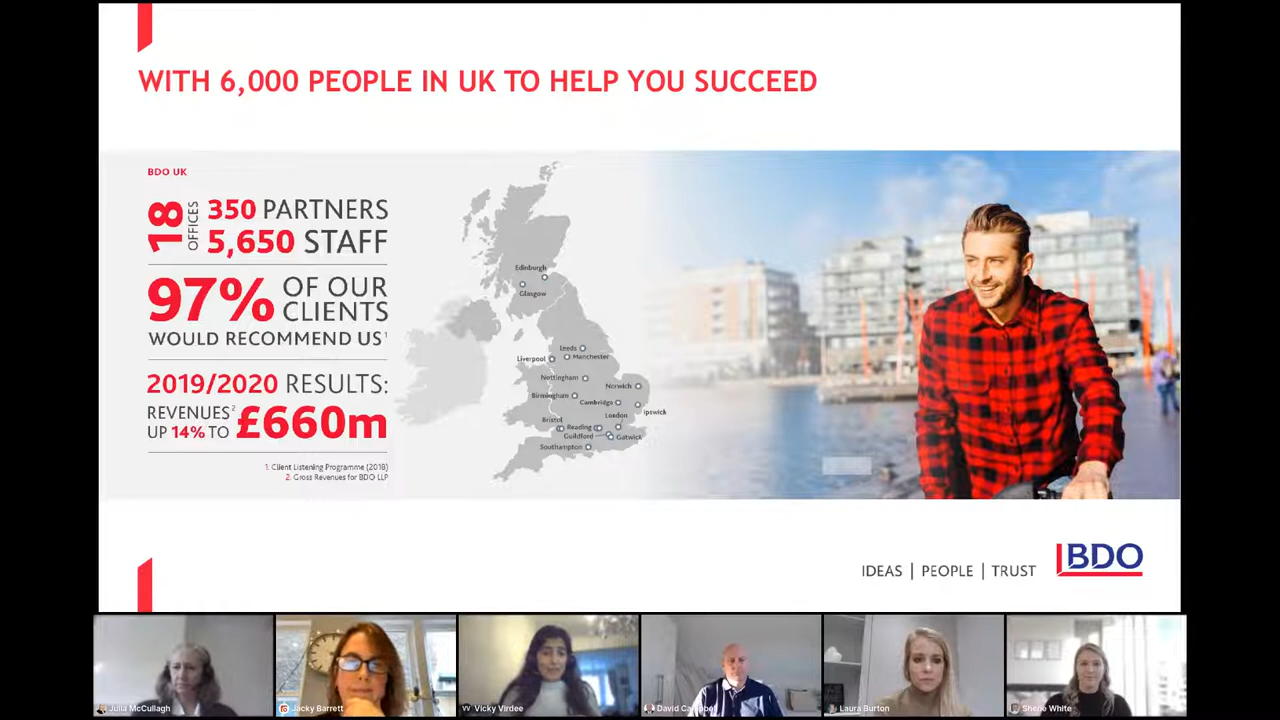 WITH 6,000 PEOPLE IN UK TO HELP YOU SUCCEED
BDO UK
18 OFFICES
350 PARTNERS
5,650 STAFF
97% OF OUR CLIENTS
WOULD RECOMMEND US¹
2019/2020 RESULTS:
REVENUES²
UP 14% TO £660m
1. Client Listening Programme (2018)
2. Gross Revenues for BDO LLP
Edinburgh
Glasgow
Leeds
Manchester
Liverpool
Nottingham
Norwich
Birmingham
Cambridge
Ipswich
London
Bristol
Reading
Guildford
Gatwick
Southampton
IDEAS | PEOPLE | TRUST
BDO
Julia McCullagh
Jacky Barrett
VV Vicky Virdee
David Campbell
Laura Burton
White